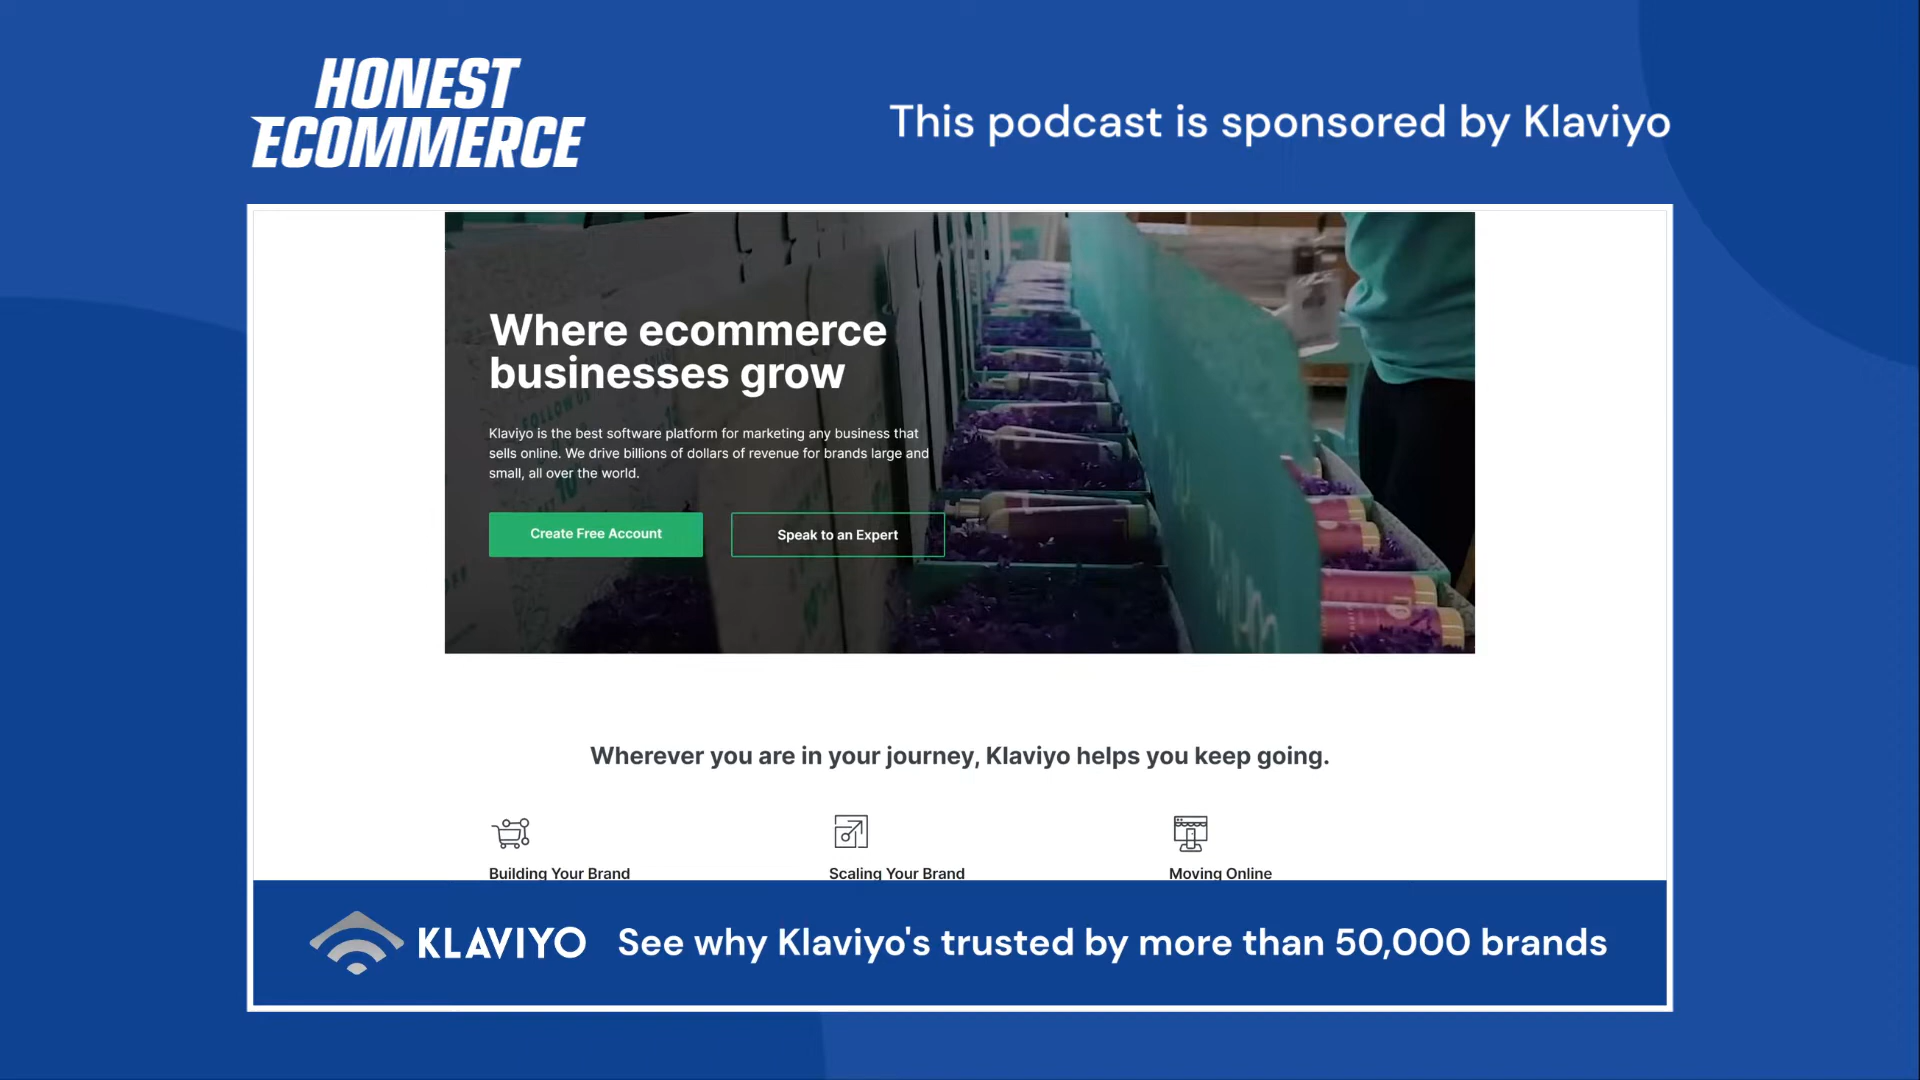 HONEST
ECOMMERCE
This podcast is sponsored by Klaviyo
Where ecommerce
businesses grow
Klaviyo is the best software platform for marketing any business that
sells online. We drive billions of dollars of revenue for brands large and
small, all over the world.
Create Free Account
Speak to an Expert
Wherever you are in your journey, Klaviyo helps you keep going.
Building Your Brand
Scaling Your Brand
Moving Online
KLAVIYO
See why Klaviyo's trusted by more than 50,000 brands